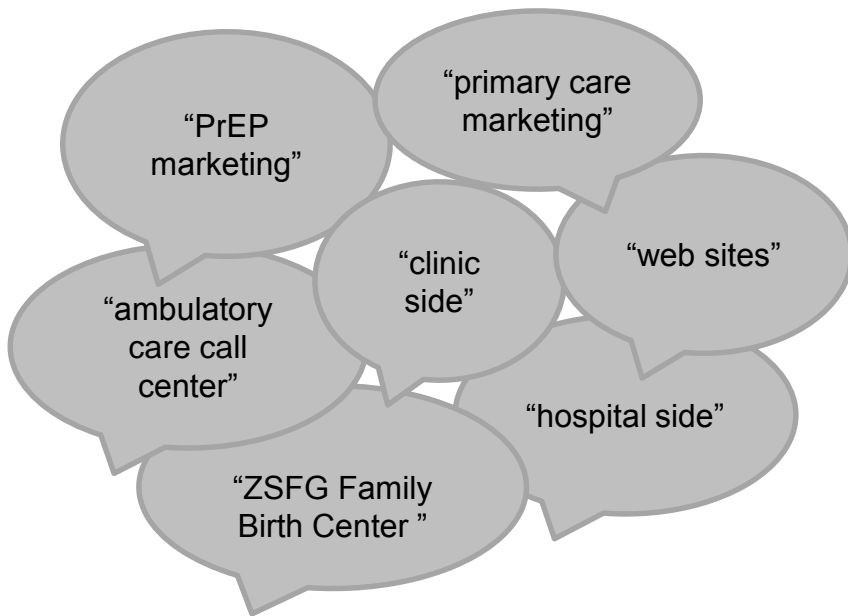 “PrEP
marketing”
“primary care
marketing”
“clinic
side”
“web sites”
“ambulatory
care call
center”
“hospital side”
“ZSFG Family
Birth Center ”